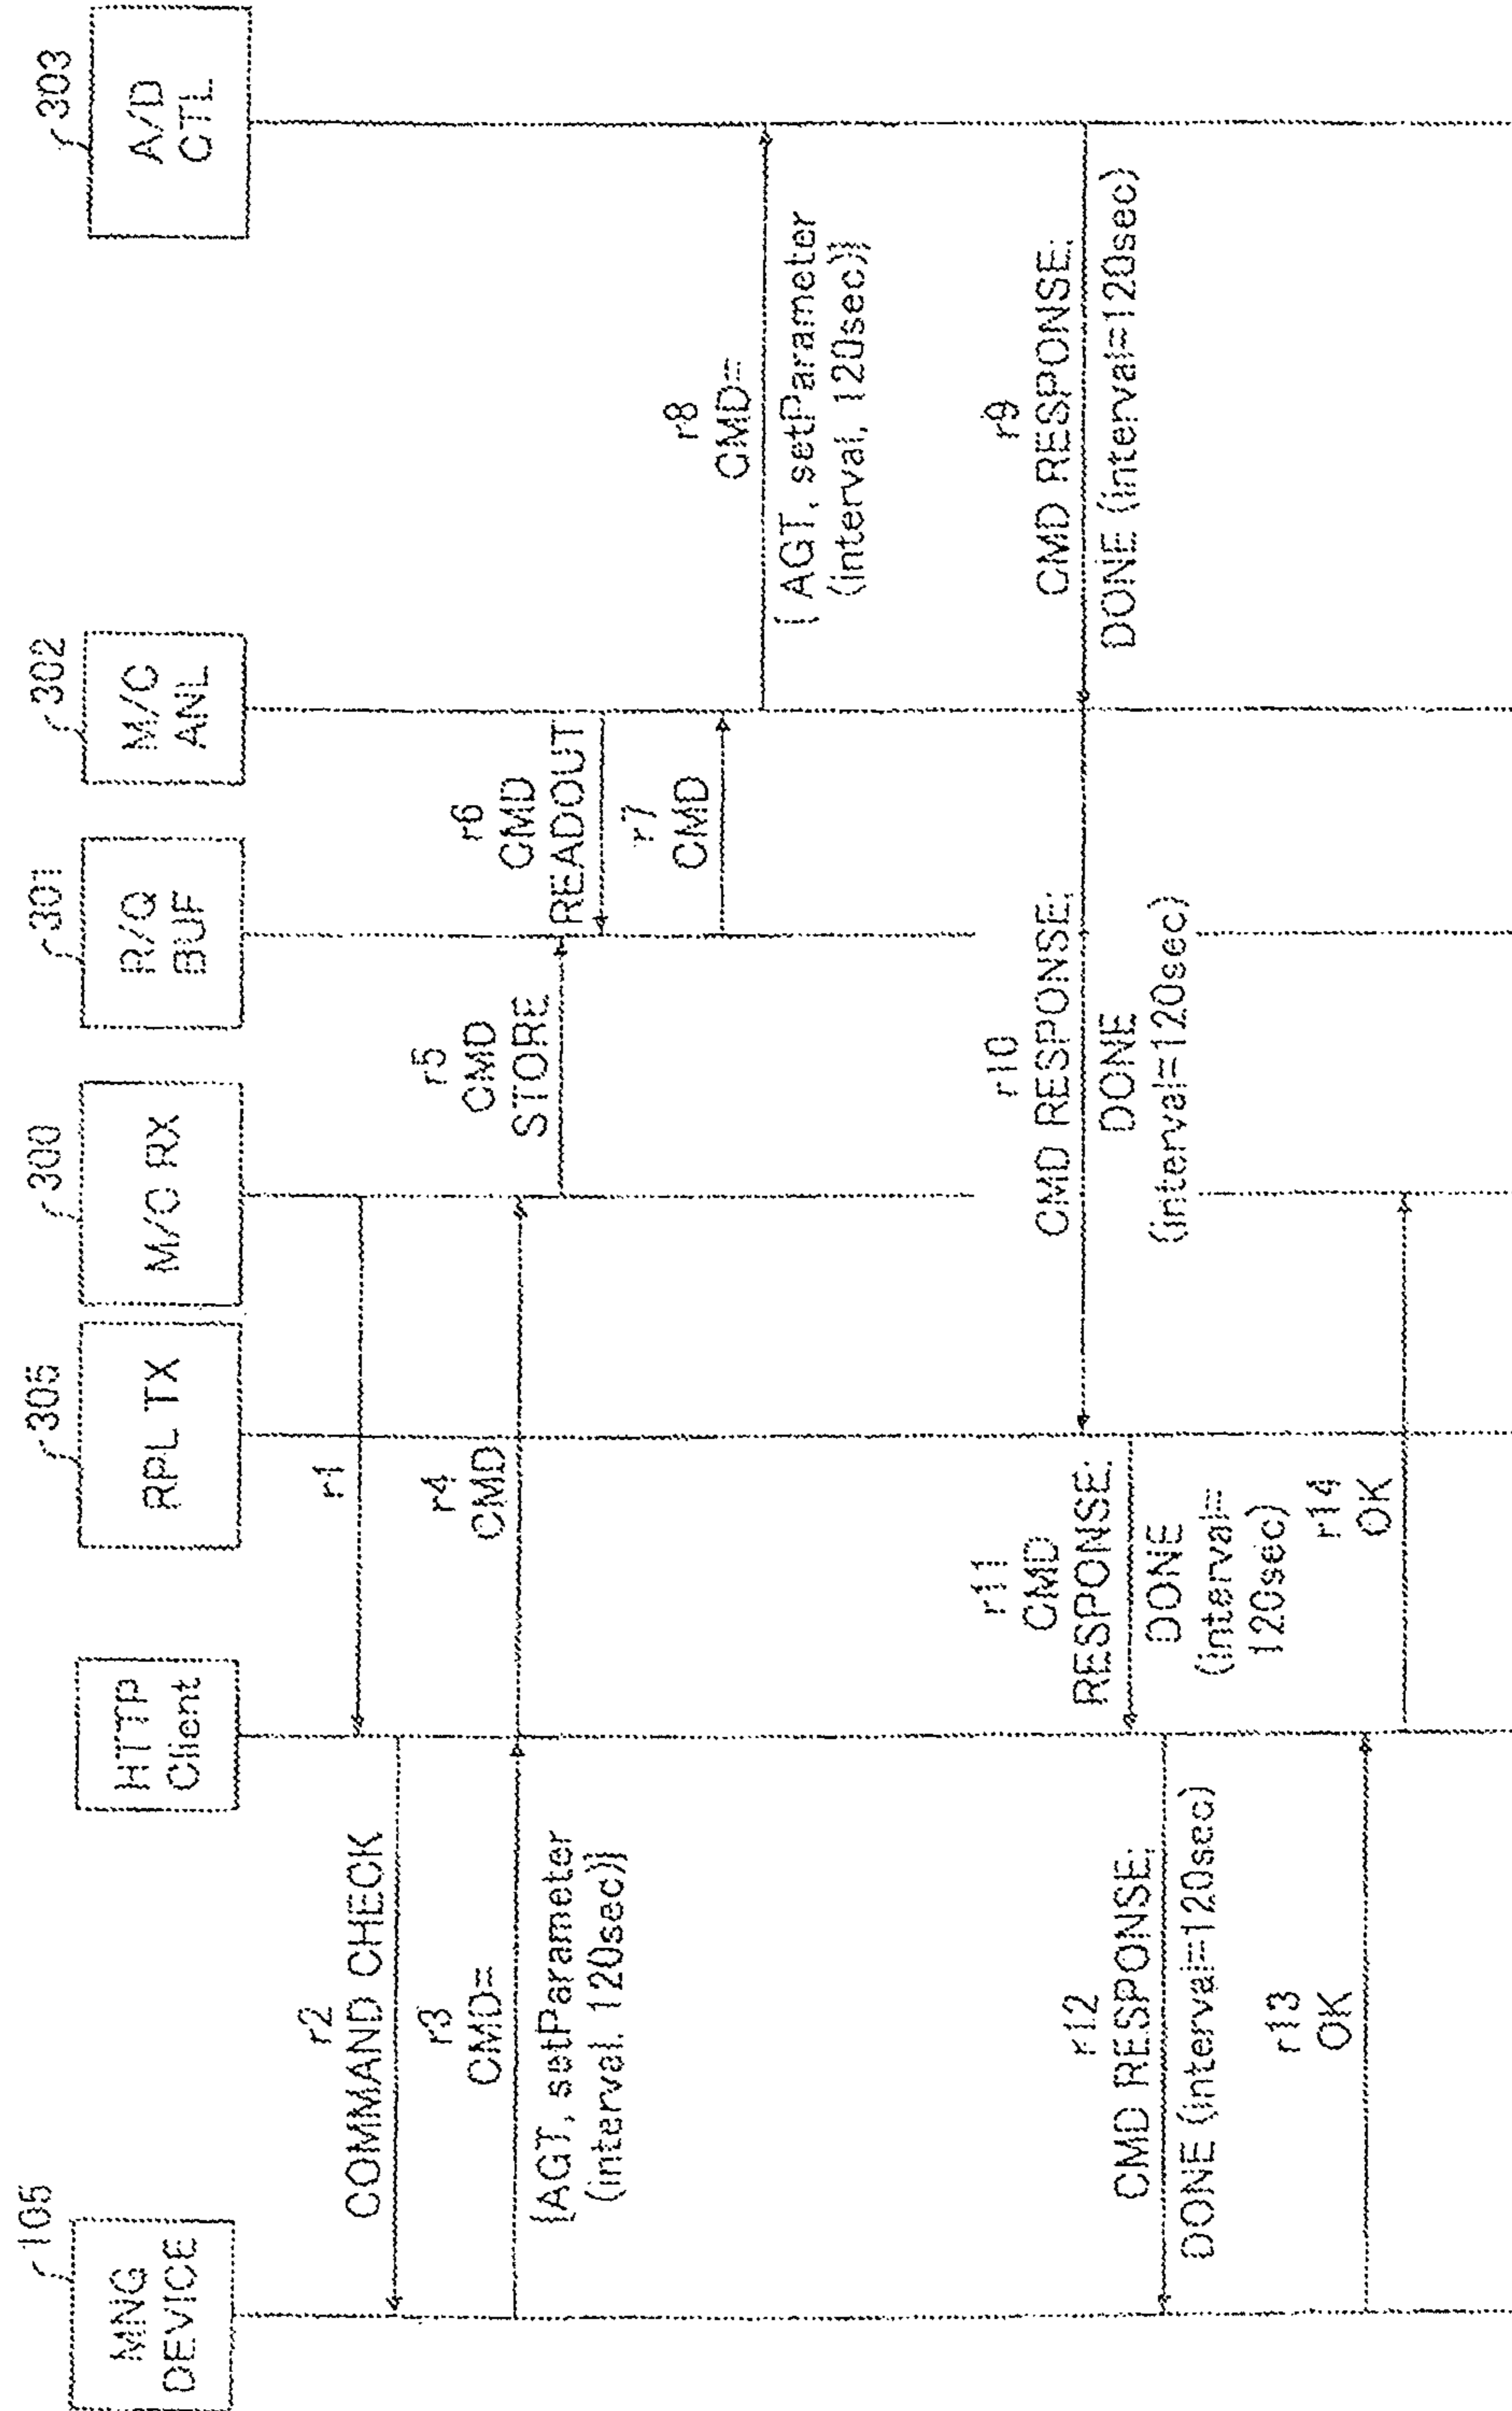 105
MNG
DEVICE
HTTP
Client
305
RPL TX
300
M/C RX
301
R/Q
BUF
302
M/C
ANL
303
A/D
CTL
r1
r2
COMMAND CHECK
r3
CMD=
[AGT, setParameter
(interval, 120sec)]
r4
CMD
r5
CMD
STORE
r6
CMD
READOUT
r7
CMD
r8
CMD=
[ AGT, setParameter
(interval, 120sec)]
r9
CMD RESPONSE:
DONE (interval=120sec)
r10
CMD RESPONSE:
DONE
(interval=120sec)
r11
CMD
RESPONSE:
DONE
(interval=
120sec)
r12
CMD RESPONSE:
DONE (interval=120sec)
r13
OK
r14
OK